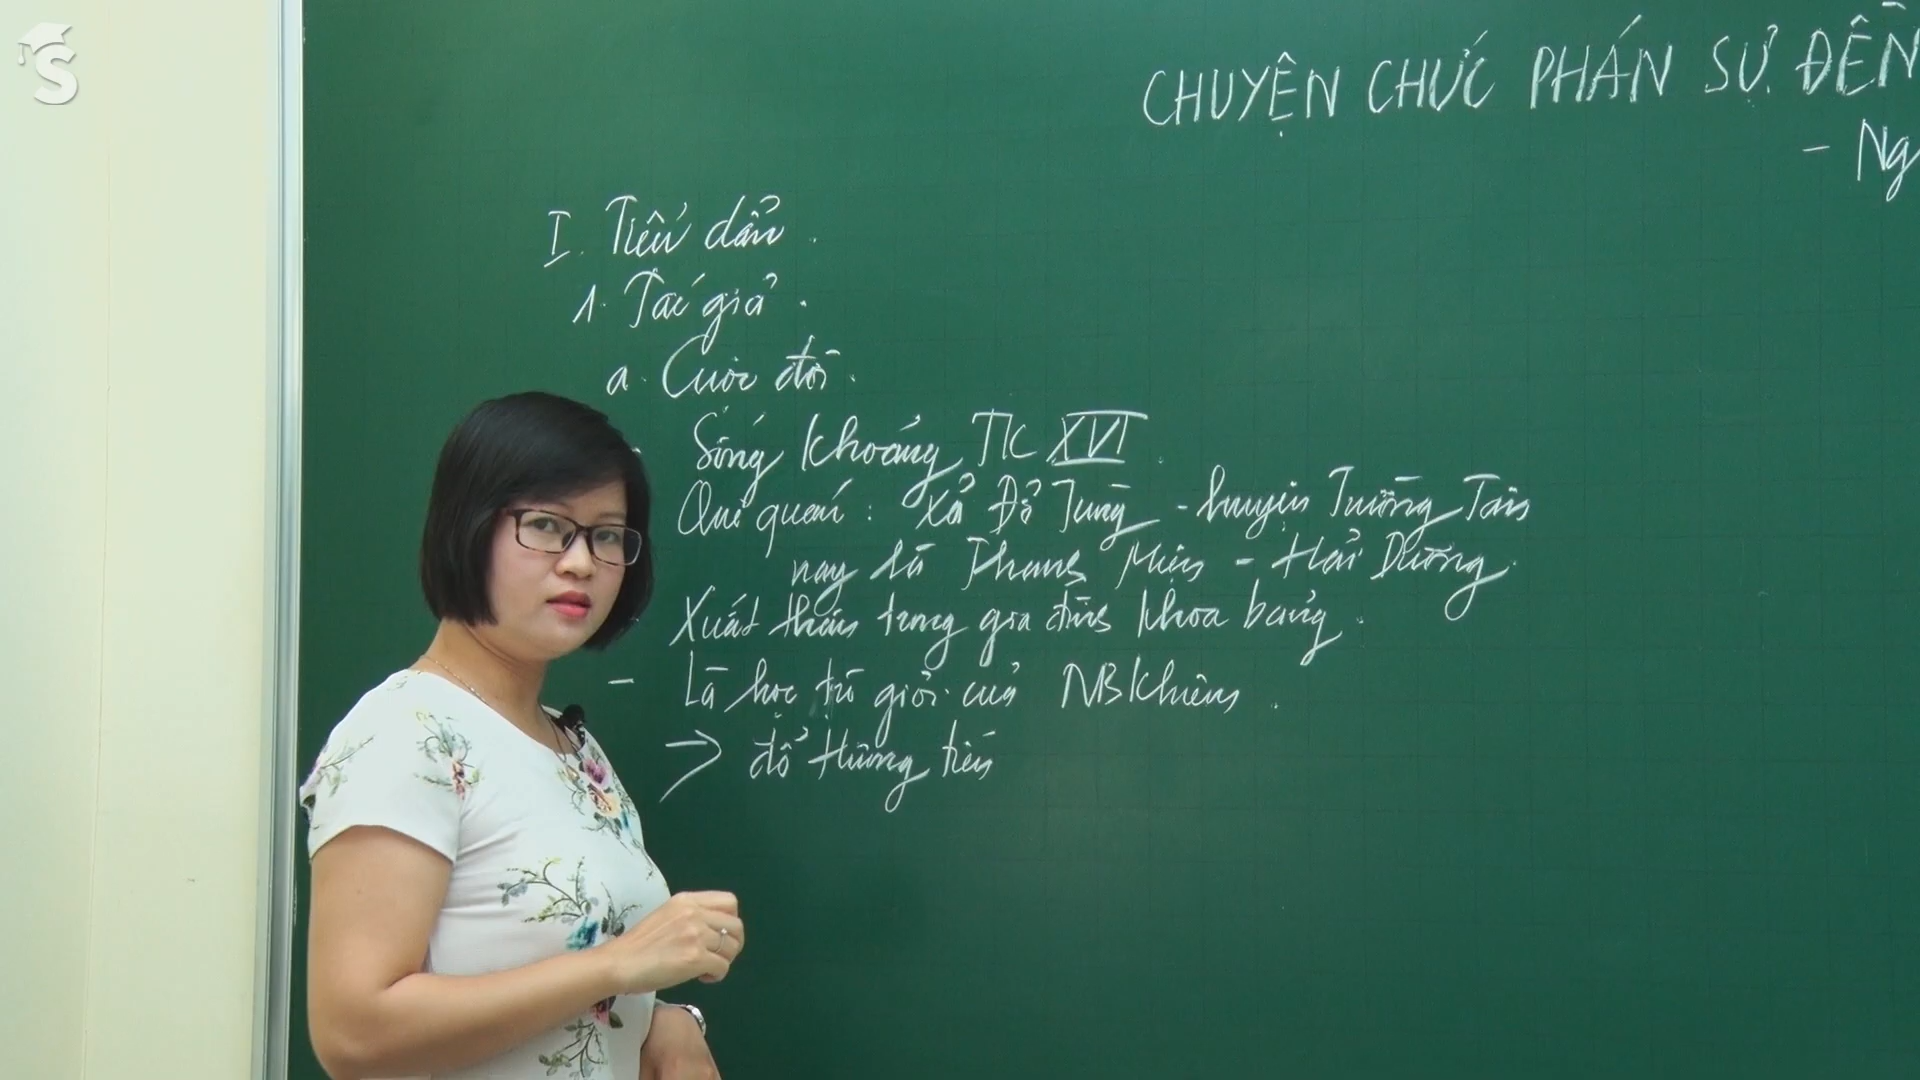 S
CHUYỆN CHỨC PHÁN SỰ ĐỀN
- Ng
I. Tiểu dẫn.
1. Tác giả.
a. Cuộc đời.
- Sống khoảng TK XVI.
Quê quán: xã Đỗ Tùng - huyện Trường Tân
nay là Thanh Miện - Hải Dương.
Xuất thân trong gia đình khoa bảng.
- Là học trò giỏi của NBKhiêm.
→ đỗ Hương tiến